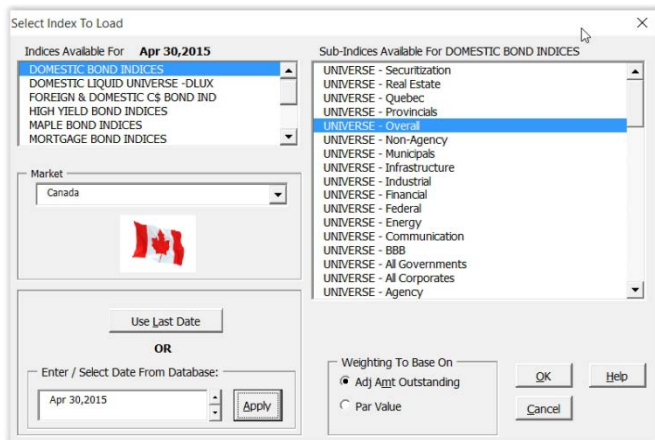 Select Index To Load
Indices Available For Apr 30,2015
DOMESTIC BOND INDICES
DOMESTIC LIQUID UNIVERSE -DLUX
FOREIGN & DOMESTIC C$ BOND IND
HIGH YIELD BOND INDICES
MAPLE BOND INDICES
MORTGAGE BOND INDICES
Market
Canada
Use Last Date
OR
Enter / Select Date From Database:
Apr 30,2015
Apply
Sub-Indices Available For DOMESTIC BOND INDICES
UNIVERSE - Securitization
UNIVERSE - Real Estate
UNIVERSE - Quebec
UNIVERSE - Provincials
UNIVERSE - Overall
UNIVERSE - Non-Agency
UNIVERSE - Municipals
UNIVERSE - Infrastructure
UNIVERSE - Industrial
UNIVERSE - Financial
UNIVERSE - Federal
UNIVERSE - Energy
UNIVERSE - Communication
UNIVERSE - BBB
UNIVERSE - All Governments
UNIVERSE - All Corporates
UNIVERSE - Agency
Weighting To Base On
Adj Amt Outstanding
Par Value
OK
Help
Cancel